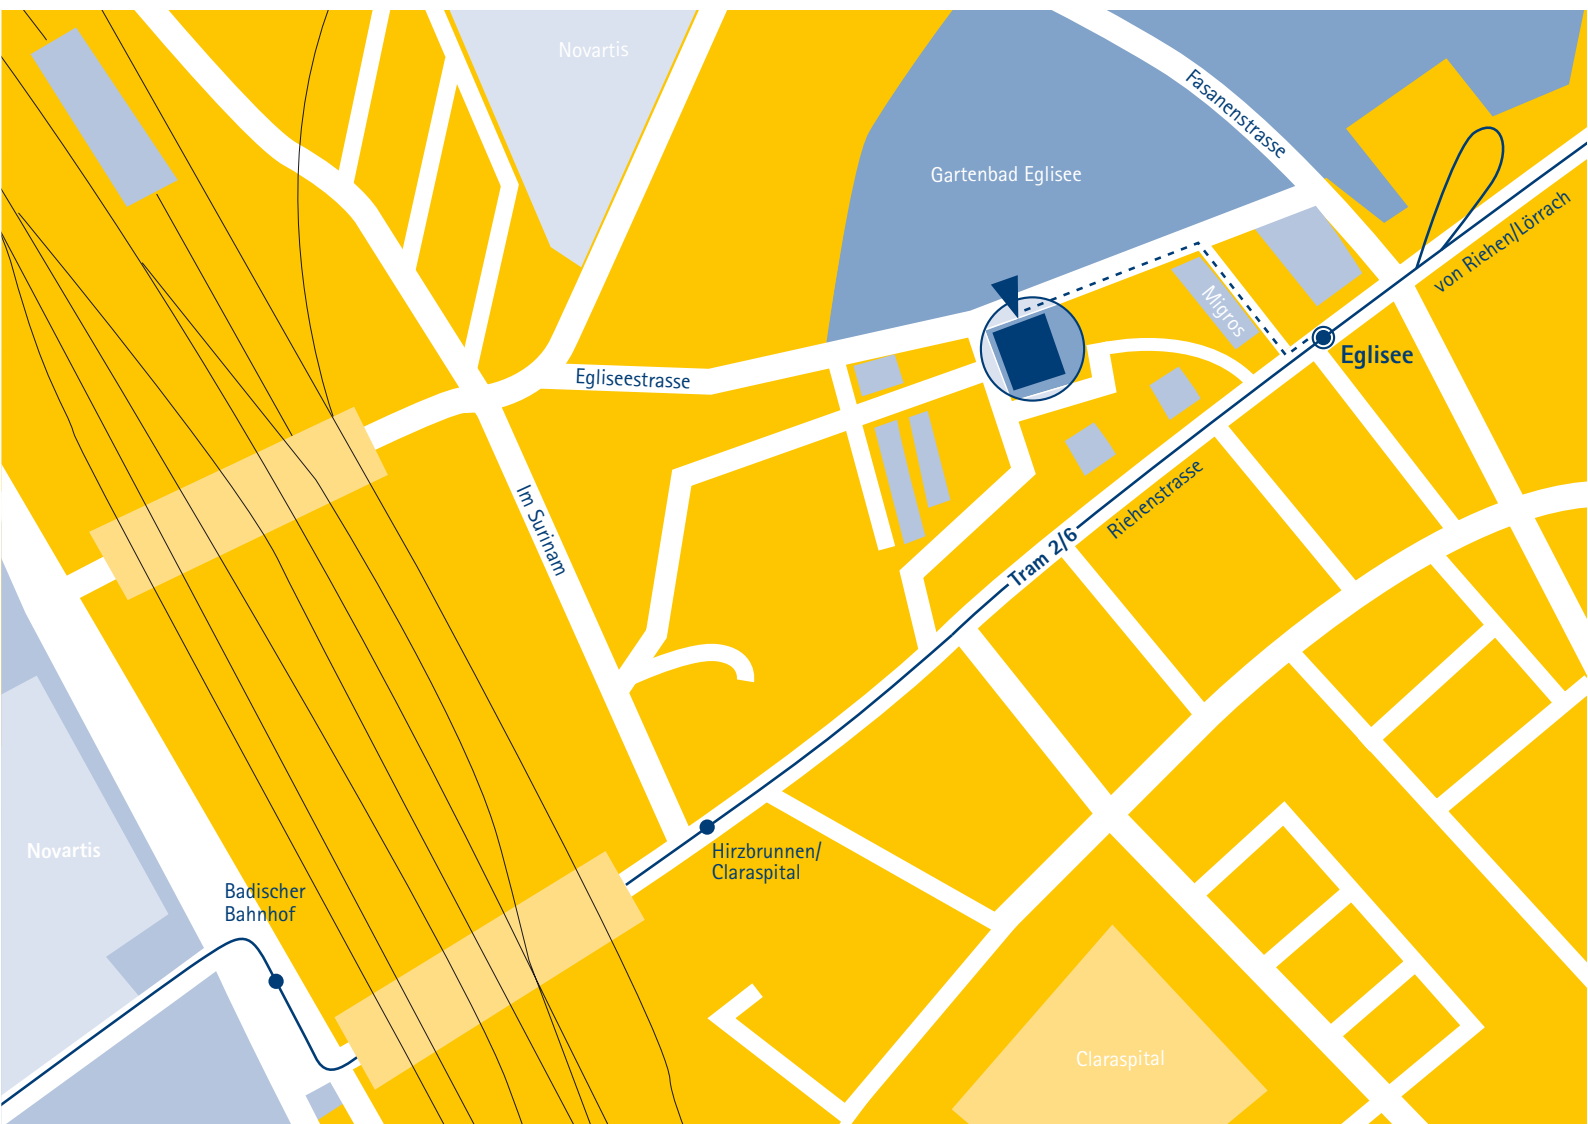 Novartis
Fasanenstrasse
Gartenbad Eglisee
von Riehen/Lörrach
Migros
Eglisee
Egliseestrasse
Im Surinam
Riehenstrasse
Tram 2/6
Hirzbrunnen/
Claraspital
Novartis
Badischer
Bahnhof
Claraspital